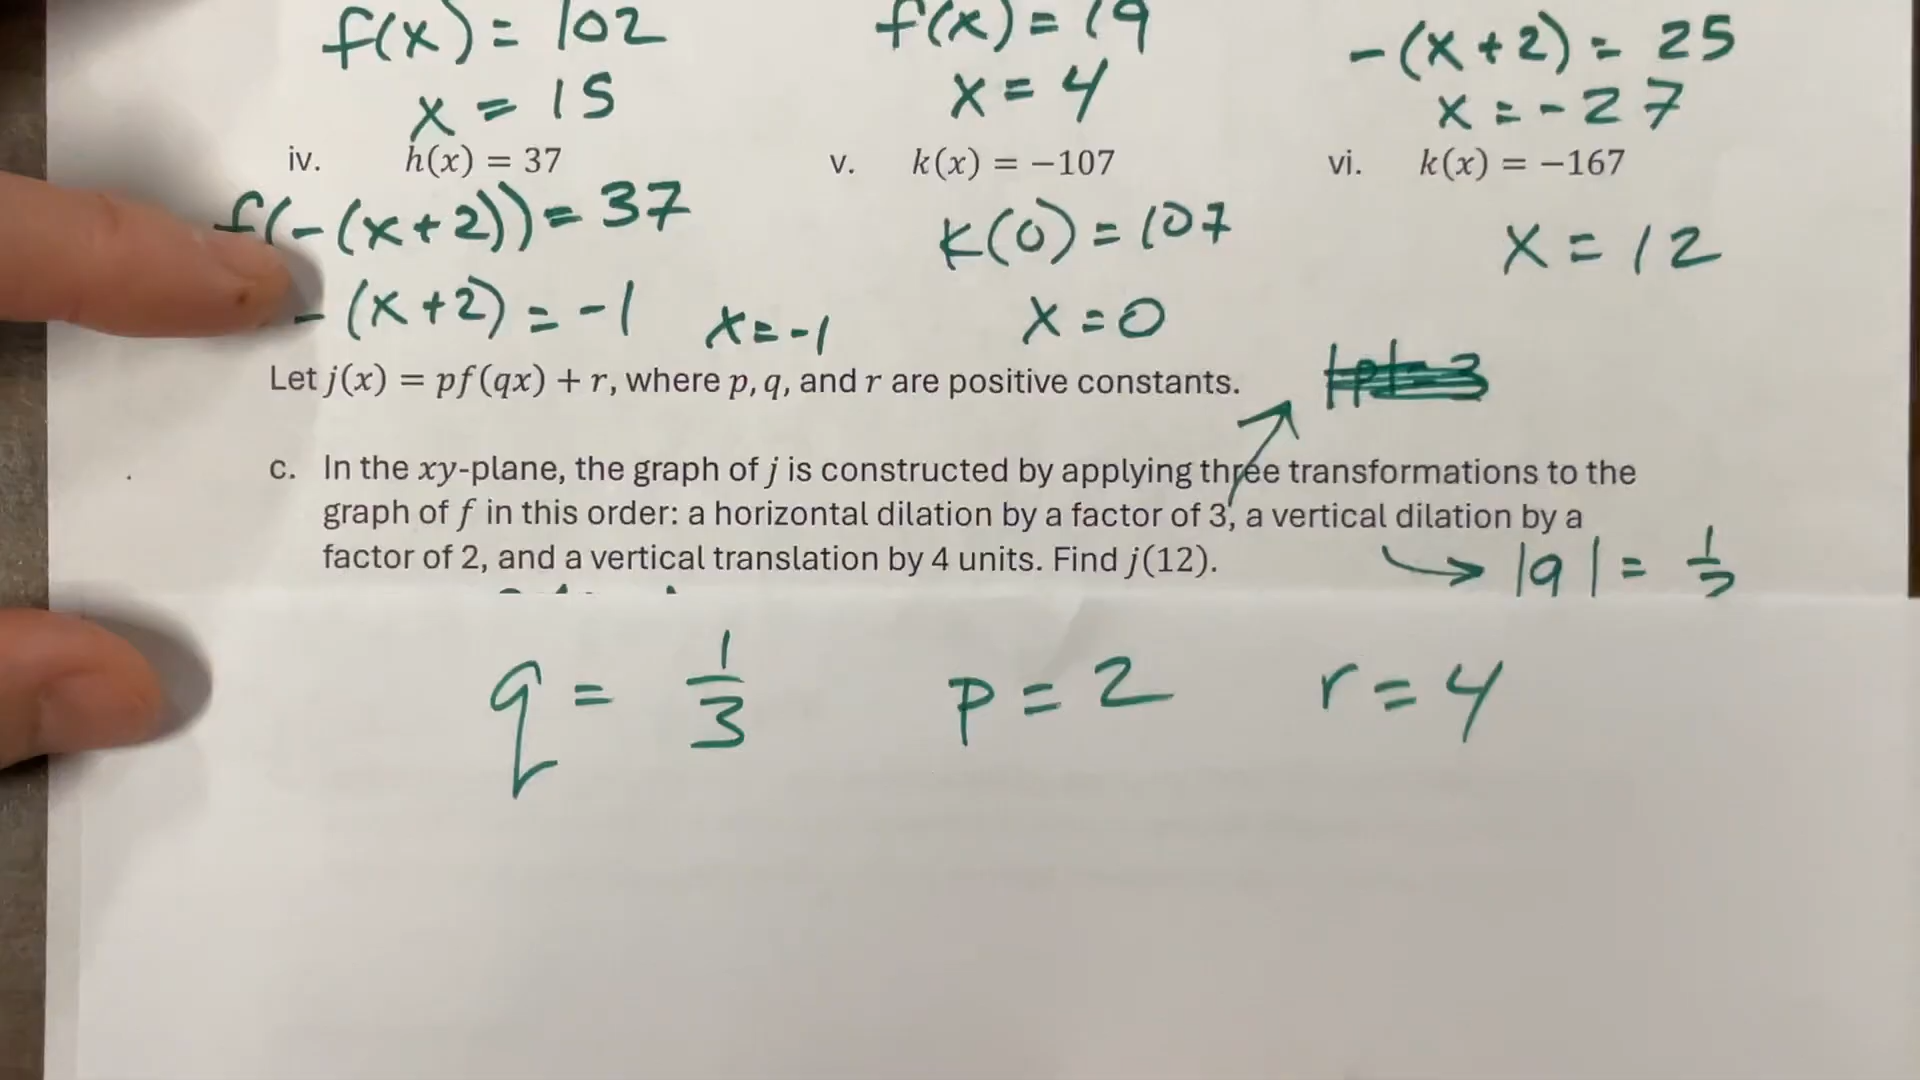 f(x) = 102 f(x) = 19 -(x+2) = 25
x = 15 x = 4 x = -27
iv. h(x) = 37 v. k(x) = −107 vi. k(x) = −167
f(-(x+2)) = 37 k(0) = 107 x = 12
-(x+2) = -1 x = -1 x = 0
Let j(x) = pf(qx) + r, where p, q, and r are positive constants.
c. In the xy-plane, the graph of j is constructed by applying three transformations to the
graph of f in this order: a horizontal dilation by a factor of 3, a vertical dilation by a
factor of 2, and a vertical translation by 4 units. Find j(12).
q = 1/3 p = 2 r = 4